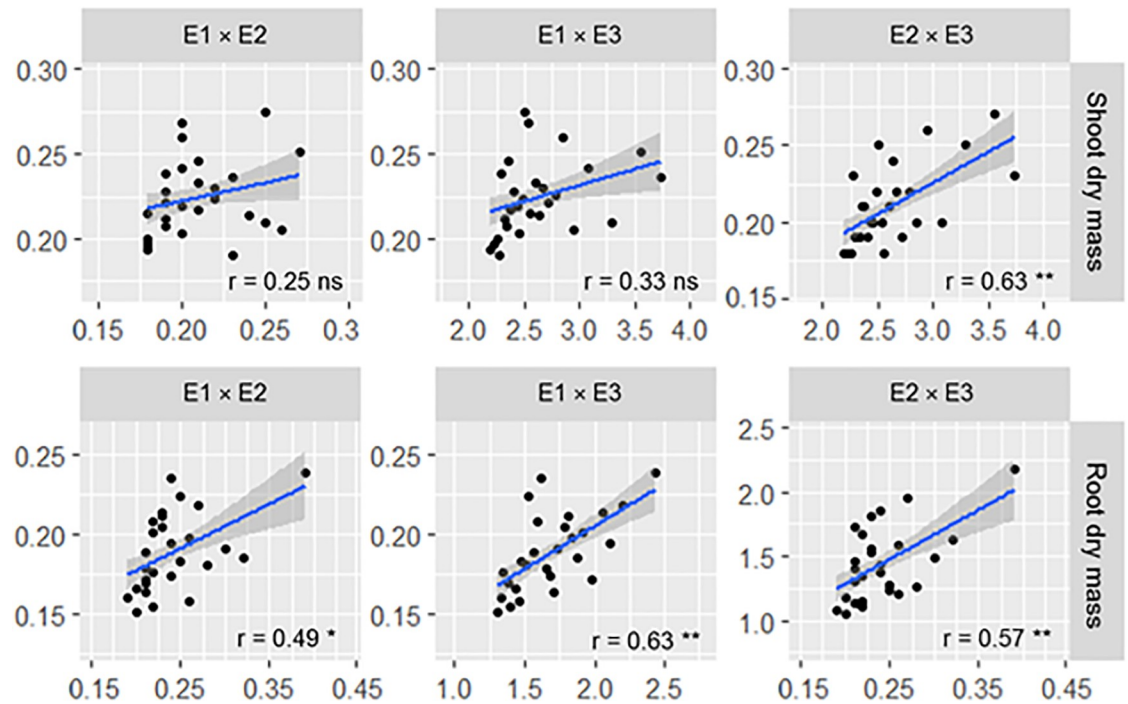 E1 × E2
E1 × E3
E2 × E3
0.30
0.25
0.20
0.30
0.25
0.20
0.30
0.25
0.20
0.15
Shoot dry mass
r = 0.25 ns
r = 0.33 ns
r = 0.63 **
0.15 0.20 0.25 0.3
2.0 2.5 3.0 3.5 4.0
2.0 2.5 3.0 3.5 4.0
E1 × E2
E1 × E3
E2 × E3
0.25
0.20
0.15
0.25
0.20
0.15
2.5
2.0
1.5
1.0
Root dry mass
r = 0.49 *
r = 0.63 **
r = 0.57 **
0.15 0.25 0.35 0.45
1.0 1.5 2.0 2.5
0.15 0.25 0.35 0.45